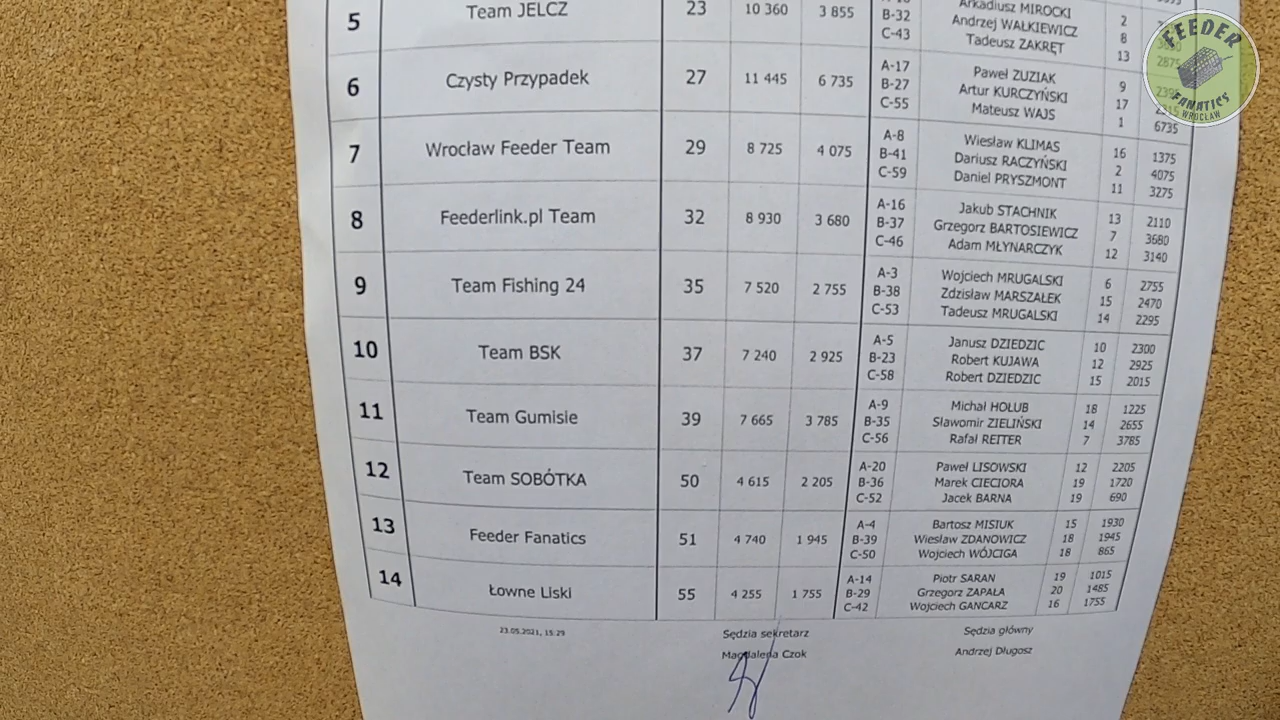 5 Team JELCZ 23 10 360 3 855 B-32 Arkadiusz MIROCKI 2
C-43 Andrzej WAŁKIEWICZ 8
Tadeusz ZAKRĘT 13 2875
6 Czysty Przypadek 27 11 445 6 735 A-17 Paweł ZUZIAK 9
B-27 Artur KURCZYŃSKI 17
C-55 Mateusz WAJS 1 6735
7 Wrocław Feeder Team 29 8 725 4 075 A-8 Wiesław KLIMAS 16 1375
B-41 Dariusz RACZYŃSKI 2 4075
C-59 Daniel PRYSZMONT 11 3275
8 Feederlink.pl Team 32 8 930 3 680 A-16 Jakub STACHNIK 13 2110
B-37 Grzegorz BARTOSIEWICZ 7 3680
C-46 Adam MŁYNARCZYK 12 3140
9 Team Fishing 24 35 7 520 2 755 A-3 Wojciech MRUGALSKI 6 2755
B-38 Zdzisław MARSZAŁEK 15 2470
C-53 Tadeusz MRUGALSKI 14 2295
10 Team BSK 37 7 240 2 925 A-5 Janusz DZIEDZIC 10 2300
B-23 Robert KUJAWA 12 2925
C-58 Robert DZIEDZIC 15 2015
11 Team Gumisie 39 7 665 3 785 A-9 Michał HOŁUB 18 1225
B-35 Sławomir ZIELIŃSKI 14 2655
C-56 Rafał REITER 7 3785
12 Team SOBÓTKA 50 4 615 2 205 A-20 Paweł LISOWSKI 12 2205
B-36 Marek CIECIORA 19 1720
C-52 Jacek BARNA 19 690
13 Feeder Fanatics 51 4 740 1 945 A-4 Bartosz MISIUK 15 1930
B-39 Wiesław ZDANOWICZ 18 1945
C-50 Wojciech WÓJCIGA 18 865
14 Łowne Liski 55 4 255 1 755 A-14 Piotr SARAN 19 1015
B-29 Grzegorz ZAPAŁA 20 1485
C-42 Wojciech GANCARZ 16 1755
23.05.2021, 15:29 Sędzia sekretarz Sędzia główny
Magdalena Czok Andrzej Długosz
FEEDER
FANATICS
WROCŁAW